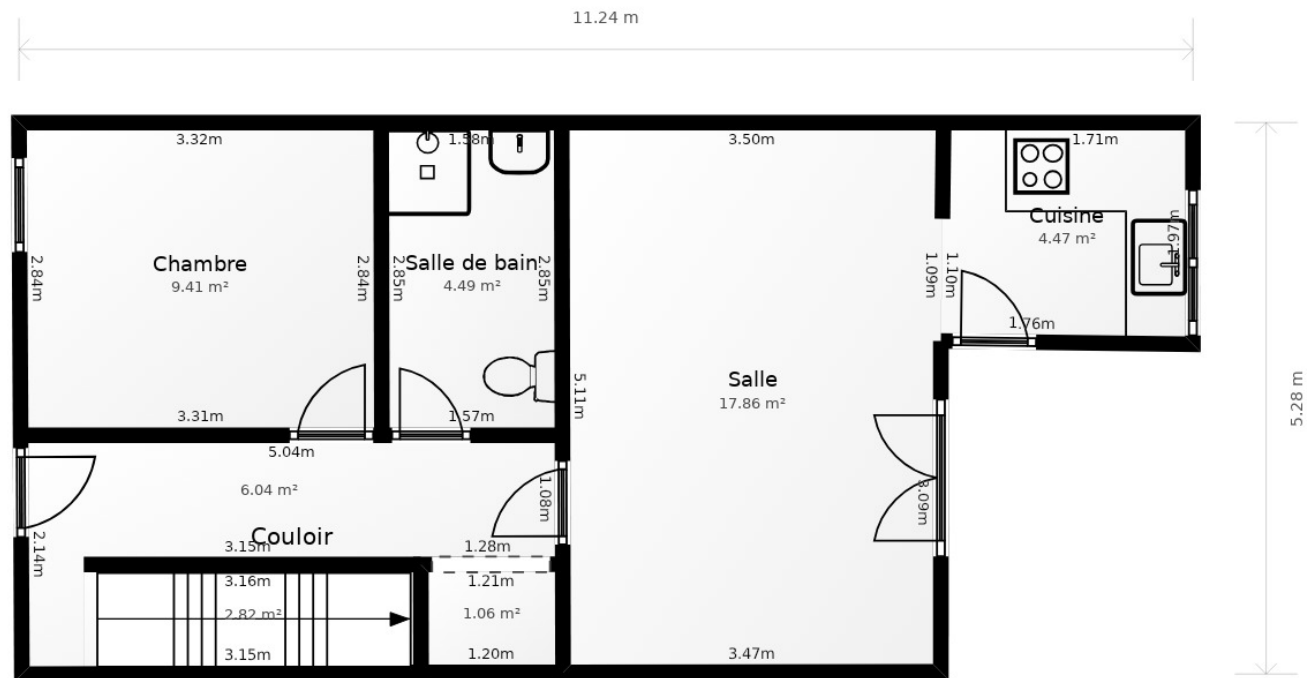 11.24 m
3.32m
1.58m
3.50m
1.71m
Chambre
9.41 m²
2.84m
2.84m
Salle de bain
4.49 m²
2.85m
2.85m
Cuisine
4.47 m²
1.97m
1.09m
1.10m
1.76m
Salle
17.86 m²
5.11m
5.28 m
3.31m
1.57m
5.04m
6.04 m²
1.08m
3.09m
Couloir
2.14m
3.15m
1.28m
3.16m
1.21m
2.82 m²
1.06 m²
3.15m
1.20m
3.47m